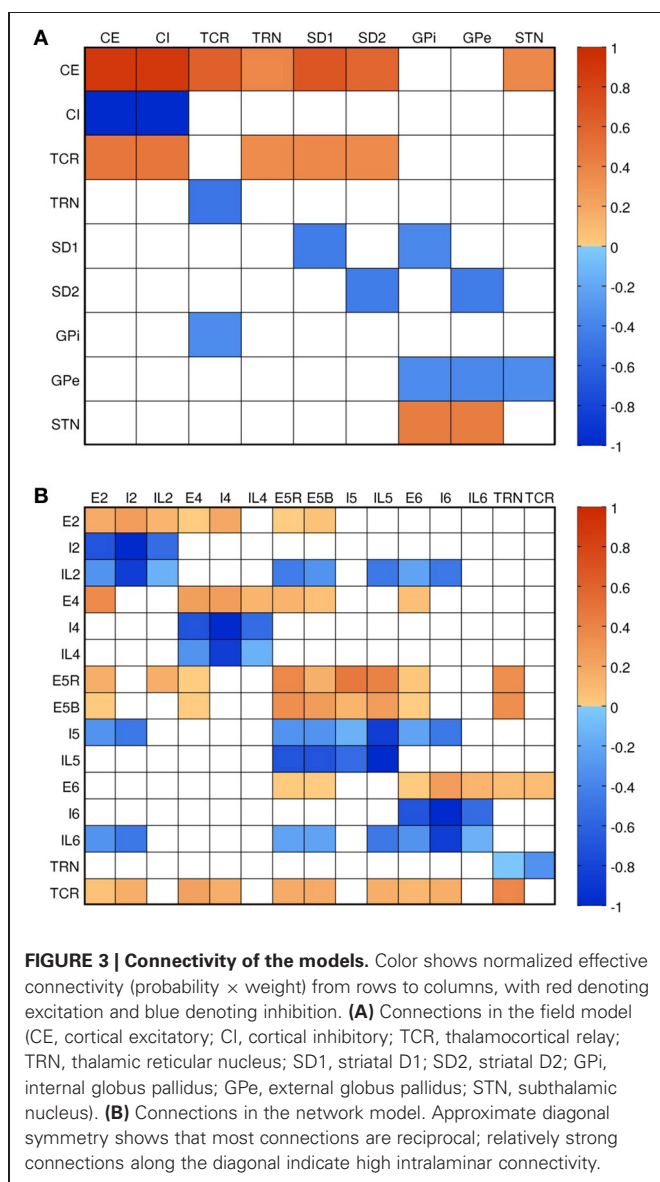 A
CE CI TCR TRN SD1 SD2 GPi GPe STN
CE
CI
TCR
TRN
SD1
SD2
GPi
GPe
STN
1
0.8
0.6
0.4
0.2
0
-0.2
-0.4
-0.6
-0.8
-1
B
E2 I2 IL2 E4 I4 IL4 E5R E5B I5 IL5 E6 I6 IL6 TRN TCR
E2
I2
IL2
E4
I4
IL4
E5R
E5B
I5
IL5
E6
I6
IL6
TRN
TCR
1
0.8
0.6
0.4
0.2
0
-0.2
-0.4
-0.6
-0.8
-1
FIGURE 3 | Connectivity of the models. Color shows normalized effective
connectivity (probability × weight) from rows to columns, with red denoting
excitation and blue denoting inhibition. (A) Connections in the field model
(CE, cortical excitatory; CI, cortical inhibitory; TCR, thalamocortical relay;
TRN, thalamic reticular nucleus; SD1, striatal D1; SD2, striatal D2; GPi,
internal globus pallidus; GPe, external globus pallidus; STN, subthalamic
nucleus). (B) Connections in the network model. Approximate diagonal
symmetry shows that most connections are reciprocal; relatively strong
connections along the diagonal indicate high intralaminar connectivity.